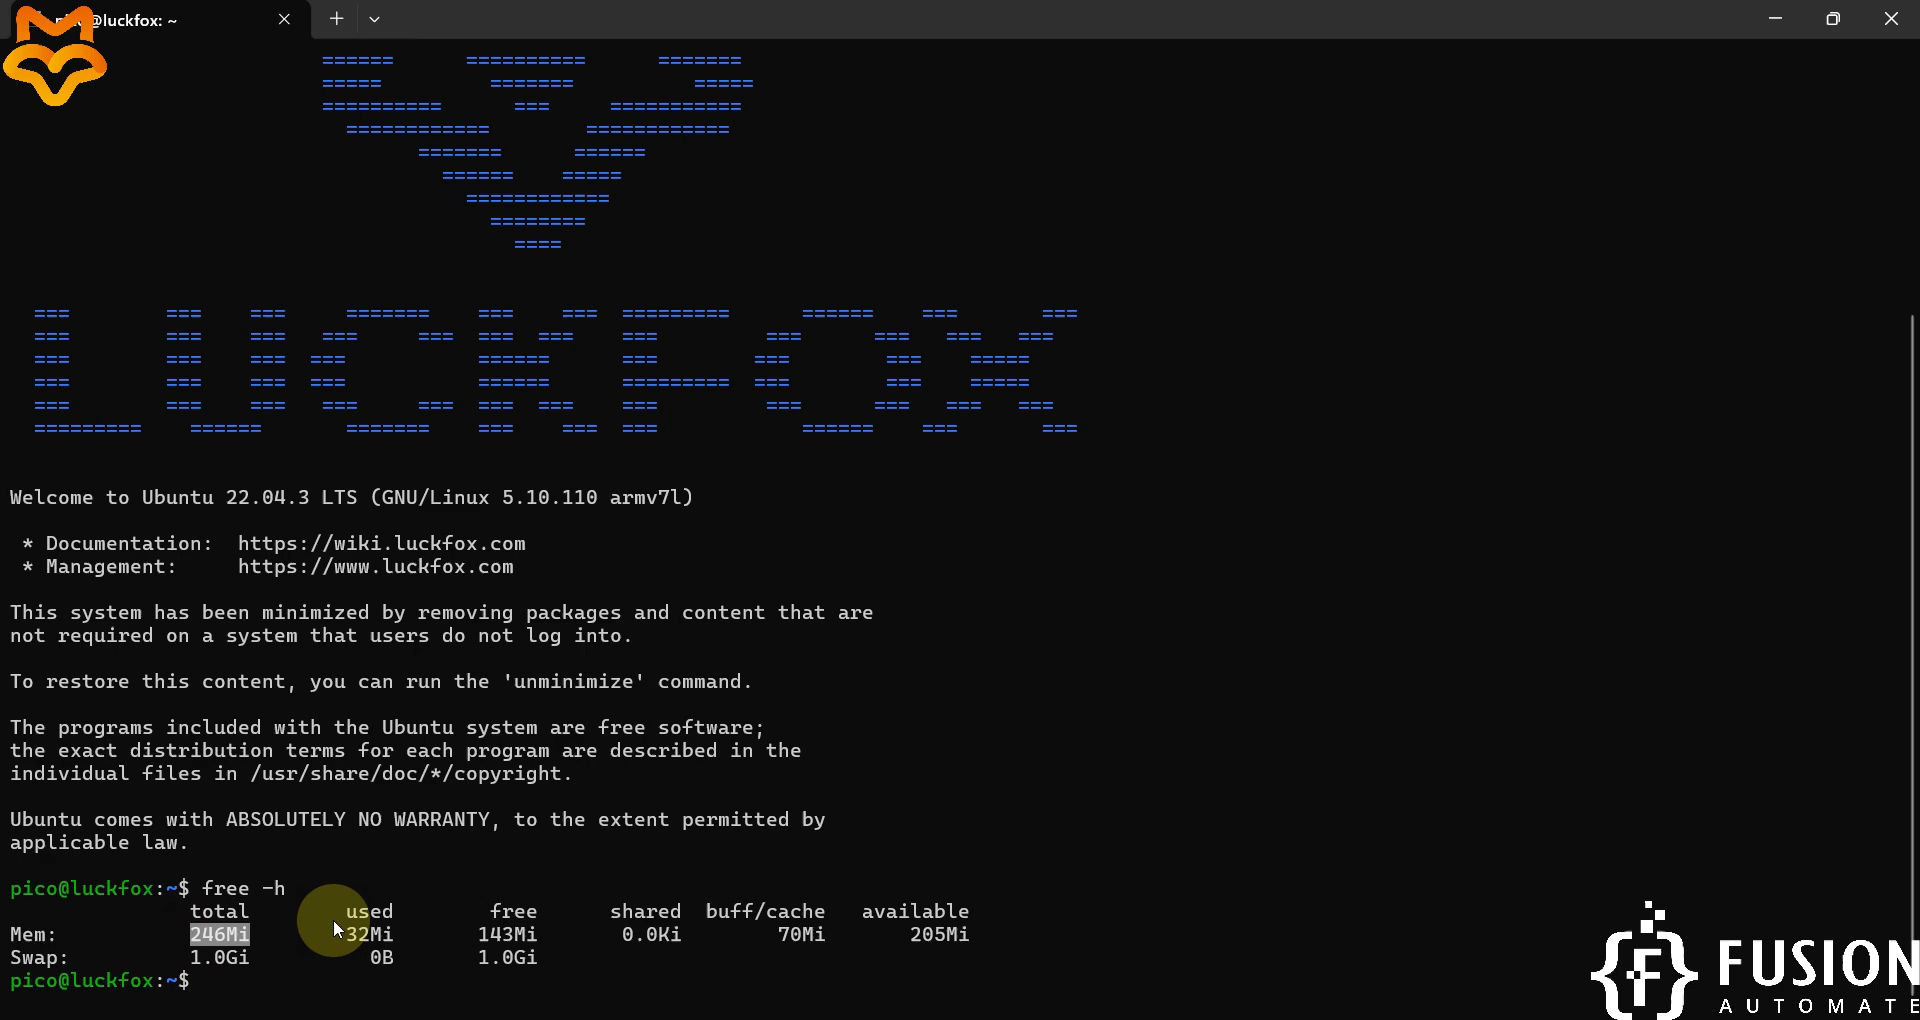 @luckfox: ~
LUCKFOX
Welcome to Ubuntu 22.04.3 LTS (GNU/Linux 5.10.110 armv7l)
* Documentation:  https://wiki.luckfox.com
* Management:     https://www.luckfox.com
This system has been minimized by removing packages and content that are
not required on a system that users do not log into.
To restore this content, you can run the 'unminimize' command.
The programs included with the Ubuntu system are free software;
the exact distribution terms for each program are described in the
individual files in /usr/share/doc/*/copyright.
Ubuntu comes with ABSOLUTELY NO WARRANTY, to the extent permitted by
applicable law.
pico@luckfox:~$ free -h
total        used        free      shared  buff/cache   available
Mem:           246Mi        32Mi       143Mi       0.0Ki        70Mi       205Mi
Swap:          1.0Gi          0B       1.0Gi
pico@luckfox:~$
FUSION
AUTOMATE